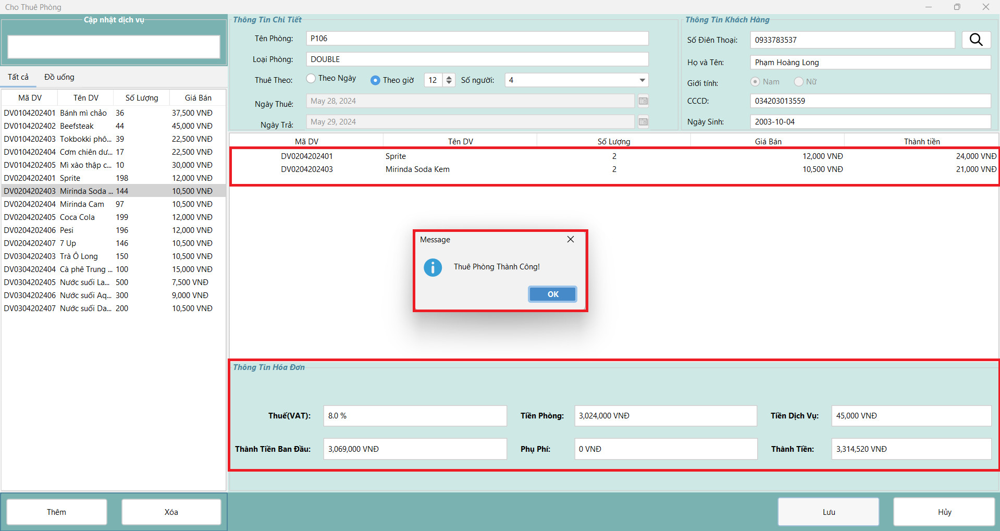 Cho Thuê Phòng
Cập nhật dịch vụ
Tất cả Đồ uống
Mã DV Tên DV Số Lượng Giá Bán
DV0104202401 Bánh mì chảo 36 37,500 VNĐ
DV0104202402 Beefsteak 44 45,000 VNĐ
DV0104202403 Tokbokki phô... 39 22,500 VNĐ
DV0104202404 Cơm chiên dư... 17 22,500 VNĐ
DV0104202405 Mì xào thập c... 10 30,000 VNĐ
DV0204202401 Sprite 198 12,000 VNĐ
DV0204202403 Mirinda Soda ... 144 10,500 VNĐ
DV0204202404 Mirinda Cam 97 10,500 VNĐ
DV0204202405 Coca Cola 199 12,000 VNĐ
DV0204202406 Pesi 196 12,000 VNĐ
DV0204202407 7 Up 146 10,500 VNĐ
DV0304202403 Trà Ô Long 150 10,500 VNĐ
DV0304202404 Cà phê Trung ... 100 15,000 VNĐ
DV0304202405 Nước suối La... 500 7,500 VNĐ
DV0304202406 Nước suối Aq... 300 9,000 VNĐ
DV0304202407 Nước suối Da... 200 10,500 VNĐ
Thêm Xóa
Thông Tin Chi Tiết
Tên Phòng: P106
Loại Phòng: DOUBLE
Thuê Theo: Theo Ngày Theo giờ 12 Số người: 4
Ngày Thuê: May 28, 2024
Ngày Trả: May 29, 2024
Thông Tin Khách Hàng
Số Điên Thoại: 0933783537
Họ và Tên: Phạm Hoàng Long
Giới tính: Nam Nữ
CCCD: 034203013559
Ngày Sinh: 2003-10-04
Mã DV Tên DV Số Lượng Giá Bán Thành tiền
DV0204202401 Sprite 2 12,000 VNĐ 24,000 VNĐ
DV0204202403 Mirinda Soda Kem 2 10,500 VNĐ 21,000 VNĐ
Message
Thuê Phòng Thành Công!
OK
Thông Tin Hóa Đơn
Thuế(VAT): 8.0 % Tiền Phòng: 3,024,000 VNĐ Tiền Dịch Vụ: 45,000 VNĐ
Thành Tiền Ban Đầu: 3,069,000 VNĐ Phụ Phí: 0 VNĐ Thành Tiền: 3,314,520 VNĐ
Lưu Hủy